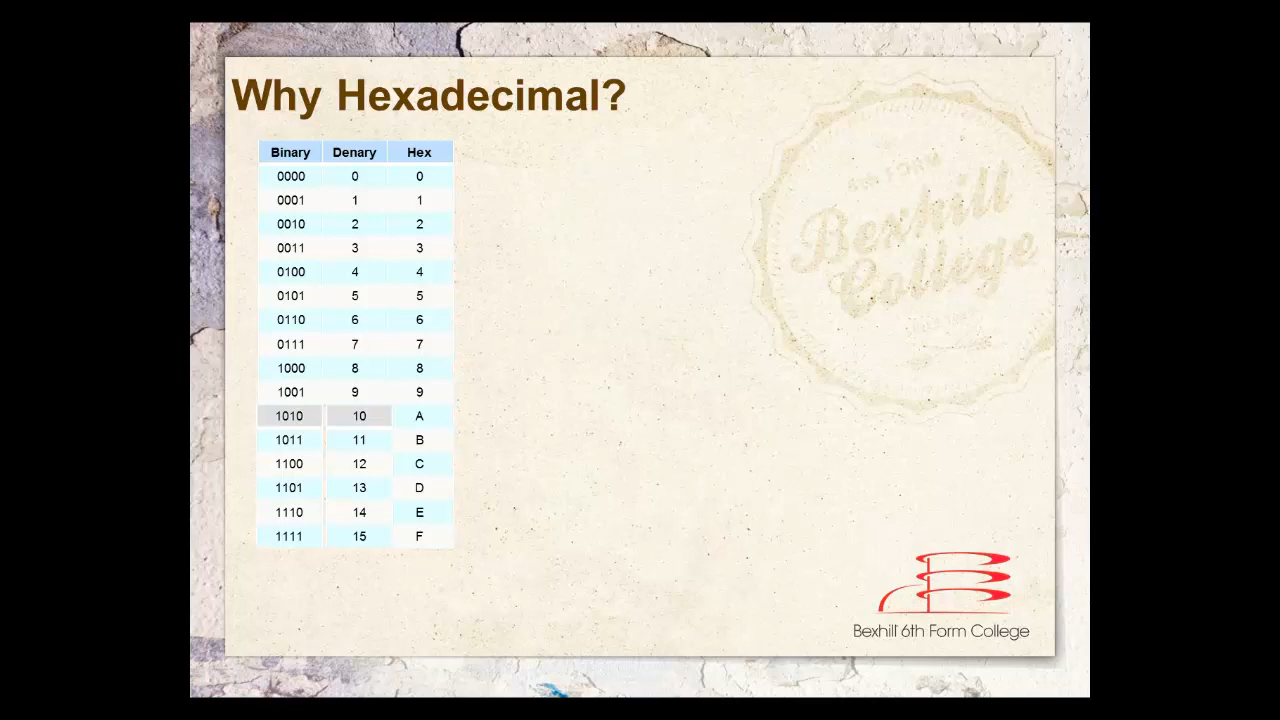 Why Hexadecimal?
Binary Denary Hex
0000 0 0
0001 1 1
0010 2 2
0011 3 3
0100 4 4
0101 5 5
0110 6 6
0111 7 7
1000 8 8
1001 9 9
1010 10 A
1011 11 B
1100 12 C
1101 13 D
1110 14 E
1111 15 F
Bexhill
College
Bexhill 6th Form College